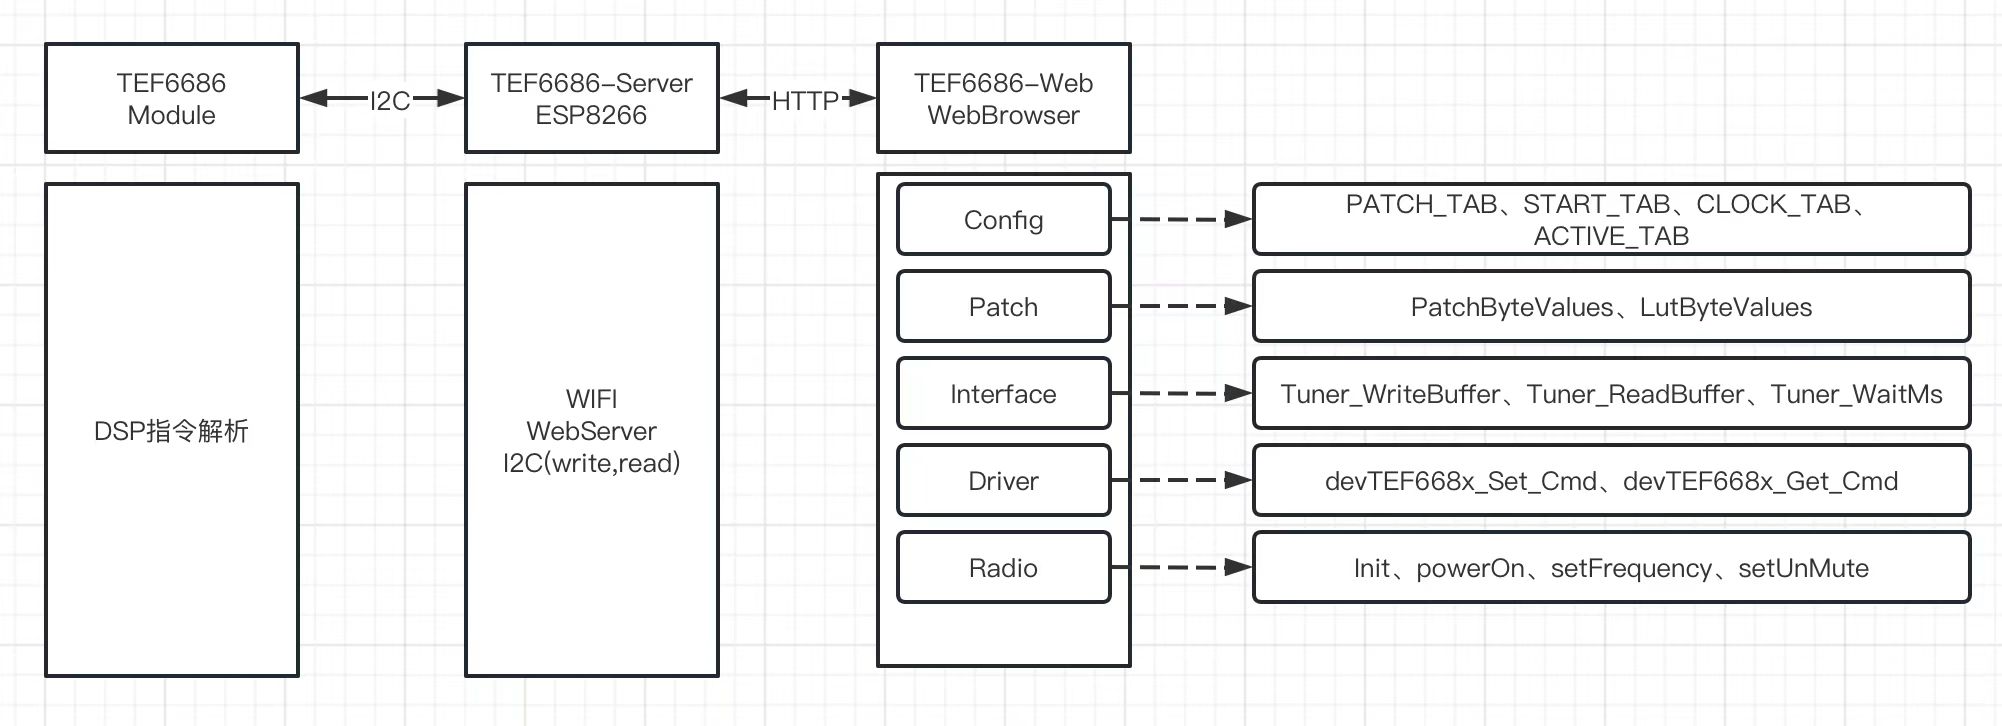 TEF6686
Module
I2C
TEF6686-Server
ESP8266
HTTP
TEF6686-Web
WebBrowser
DSP指令解析
WIFI
WebServer
I2C(write,read)
Config
PATCH_TAB、START_TAB、CLOCK_TAB、
ACTIVE_TAB
Patch
PatchByteValues、LutByteValues
Interface
Tuner_WriteBuffer、Tuner_ReadBuffer、Tuner_WaitMs
Driver
devTEF668x_Set_Cmd、devTEF668x_Get_Cmd
Radio
Init、powerOn、setFrequency、setUnMute